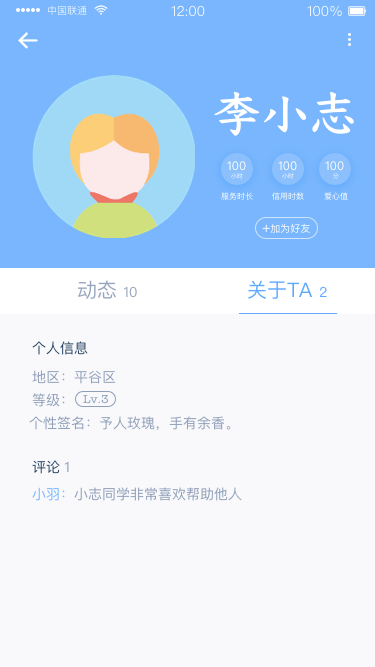 中国联通 12:00 100%
李小志
100 100 100
小时 小时 分
服务时长 信用时数 爱心值
+加为好友
动态 10 关于TA 2
个人信息
地区：平谷区
等级：Lv.3
个性签名：予人玫瑰，手有余香。
评论 1
小羽：小志同学非常喜欢帮助他人